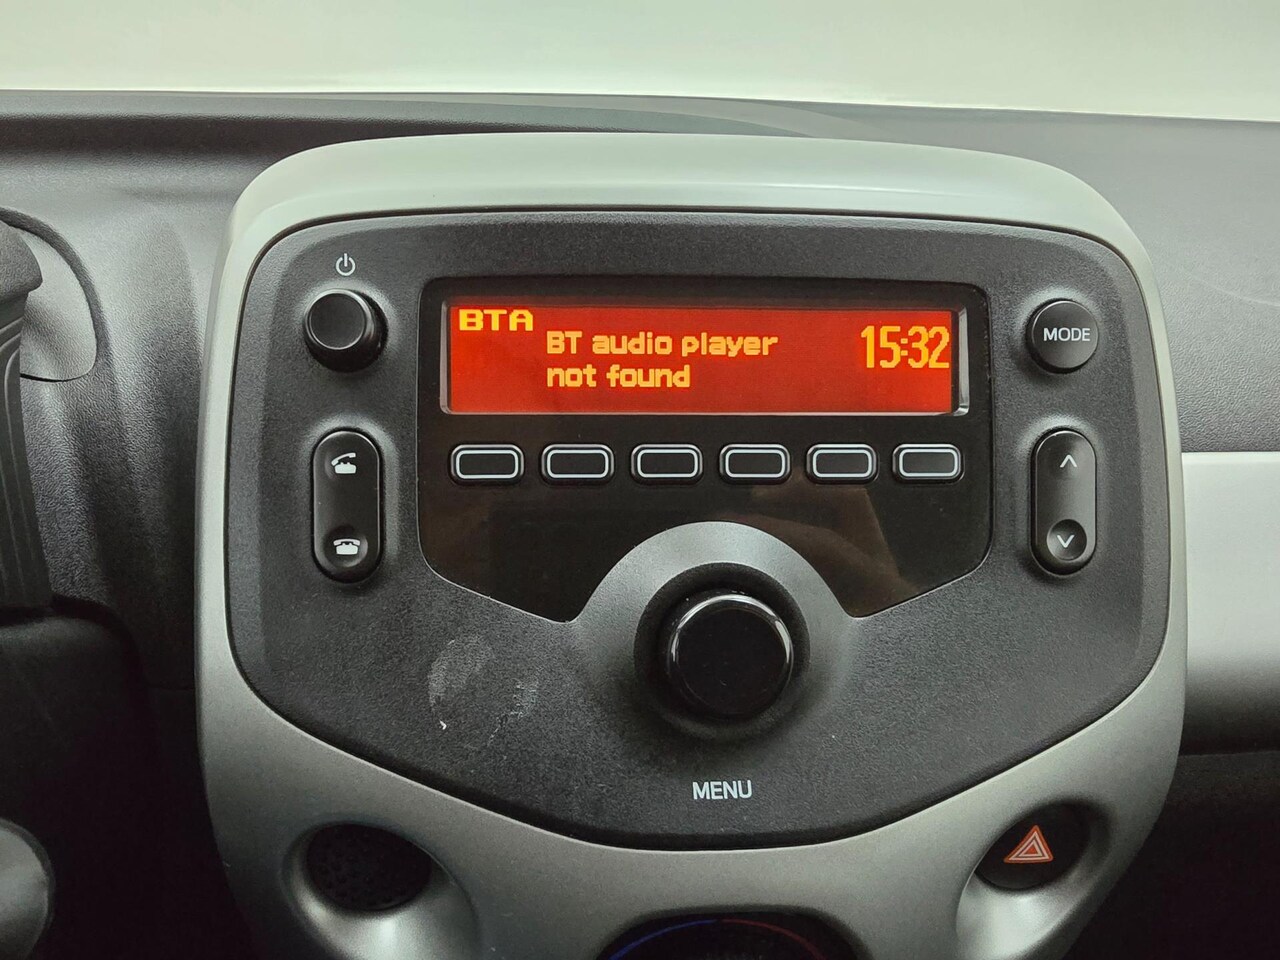 BTA
BT audio player
not found
15:32
MODE
MENU